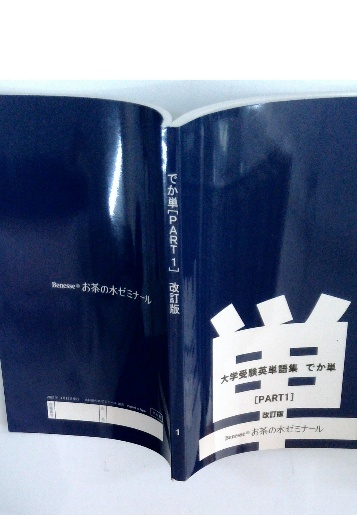 Benesse® お茶の水ゼミナール
でか単[PART1] 改訂版
1
単
大学受験英単語集 でか単
[PART1]
改訂版
Benesse® お茶の水ゼミナール